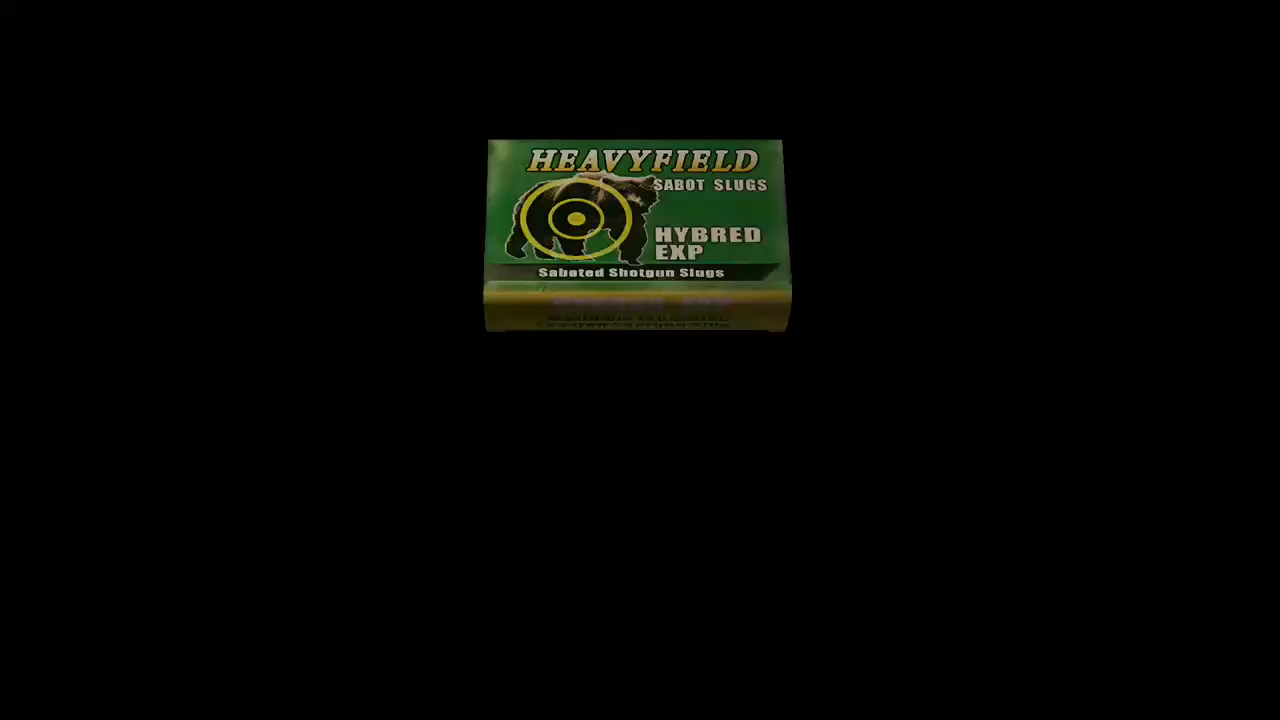 HEAVYFIELD
SABOT SLUGS
HYBRED
EXP
Saboted Shotgun Slugs